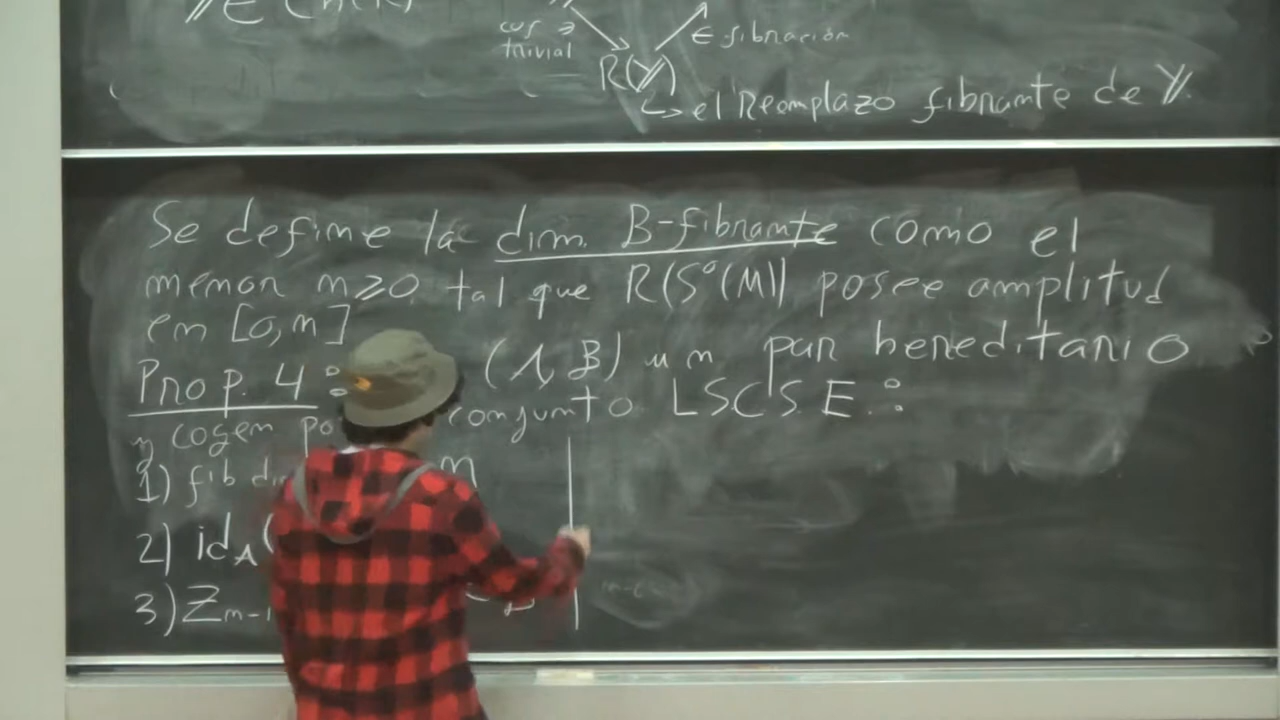 cof
trivial
∈ fibración
R(Y)
↳ el Reemplazo fibrante de Y.
Se define la dim. B-fibrante como el
menor m≥0 tal que R(S°(M)) posee amplitud
en [0,m]
Prop. 4: (A,B) un par hereditario
y cogen conjunto LSCSE:
1) fib m
2) id_A(
3) Z_m-1